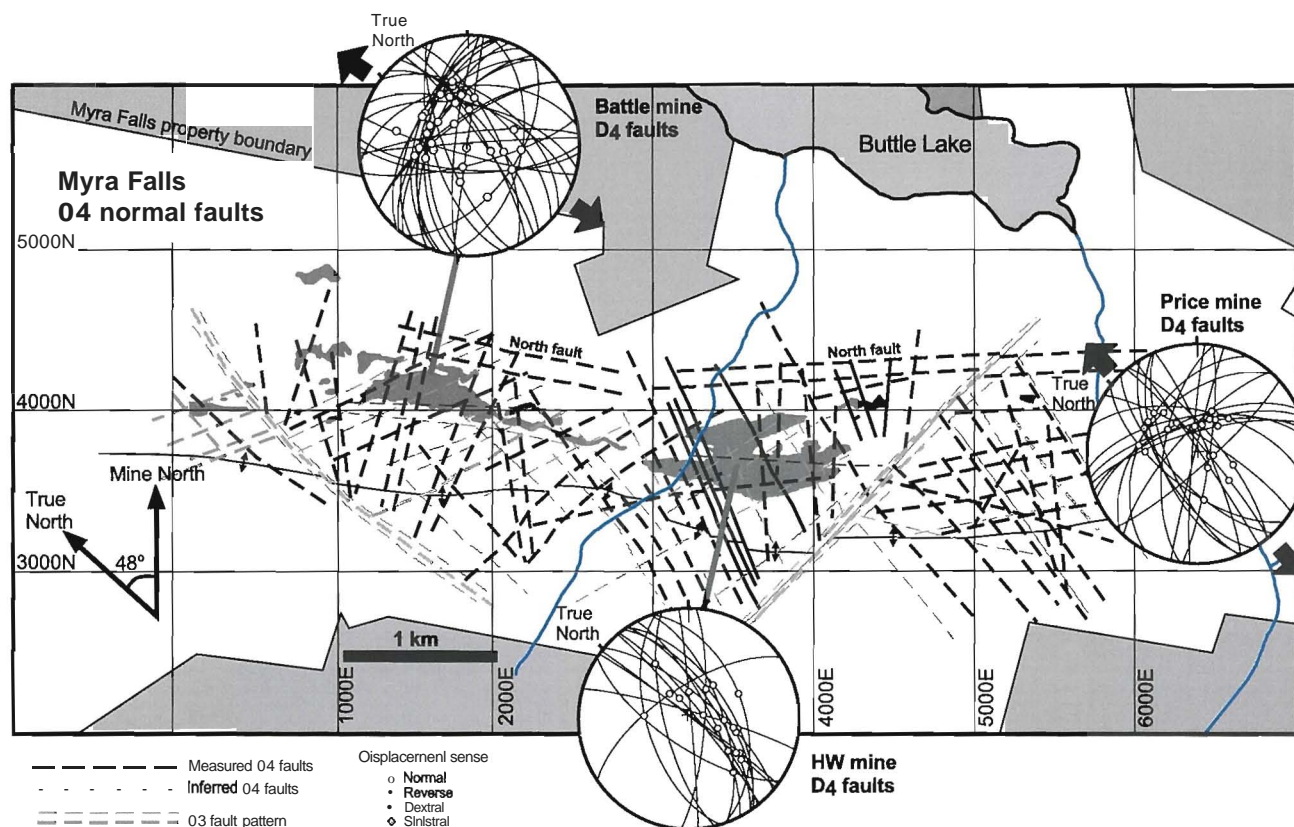 True
North
Battle mine
D4 faults
Myra Falls property boundary
Buttle Lake
Myra Falls
04 normal faults
5000N
Price mine
D4 faults
North fault
North fault
True
North
4000N
Mine North
True
North
48°
3000N
True
North
1 km
1000E
2000E
4000E
5000E
6000E
HW mine
D4 faults
Measured 04 faults
Inferred 04 faults
03 fault pattern
Oisplacernenl sense
o Normal
• Reverse
• Dextral
Slnlstral